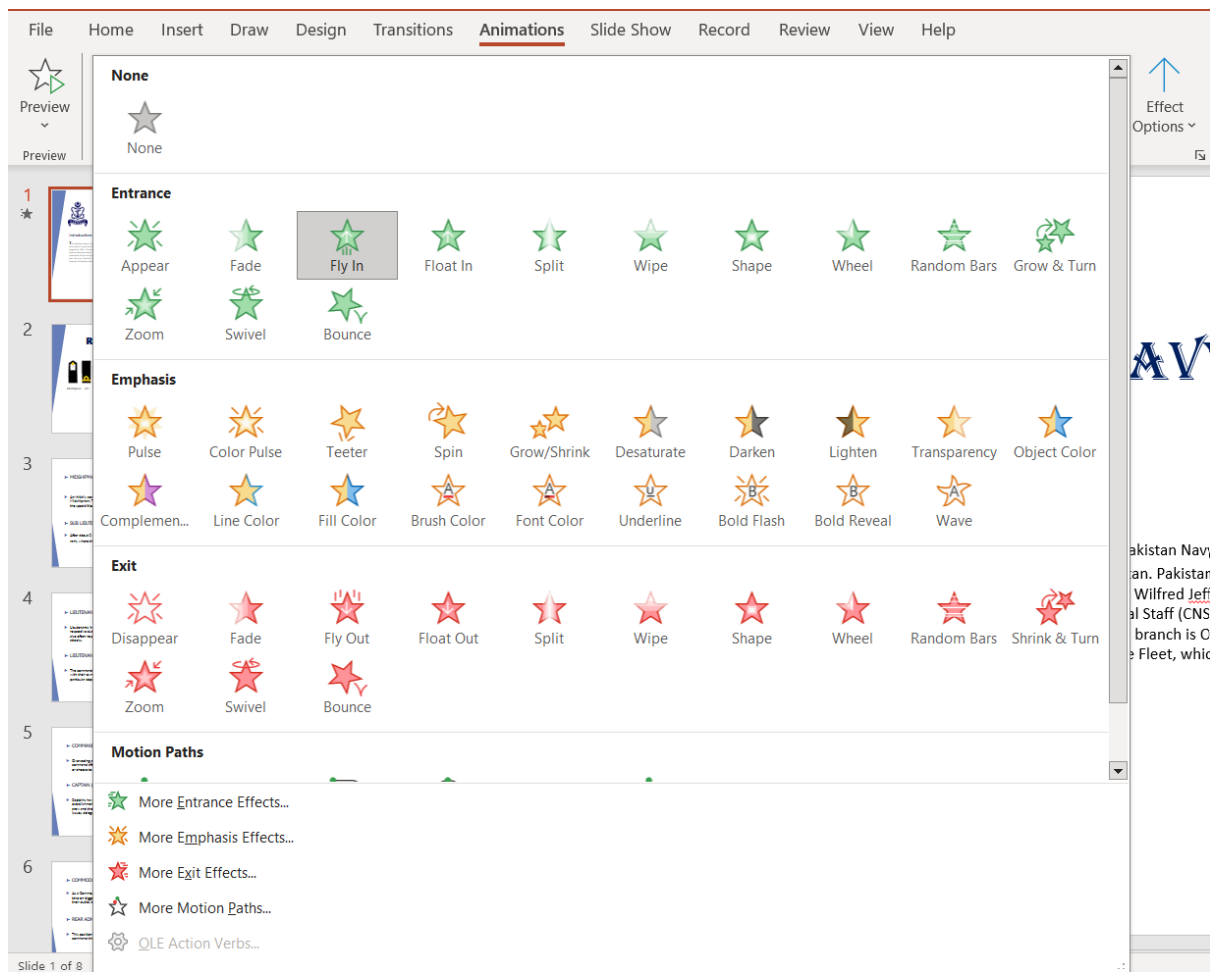 File Home Insert Draw Design Transitions Animations Slide Show Record Review View Help
Preview
Preview
Effect
Options
None
None
Entrance
Appear Fade Fly In Float In Split Wipe Shape Wheel Random Bars Grow & Turn
Zoom Swivel Bounce
Emphasis
Pulse Color Pulse Teeter Spin Grow/Shrink Desaturate Darken Lighten Transparency Object Color
Complemen... Line Color Fill Color Brush Color Font Color Underline Bold Flash Bold Reveal Wave
Exit
Disappear Fade Fly Out Float Out Split Wipe Shape Wheel Random Bars Shrink & Turn
Zoom Swivel Bounce
Motion Paths
More Entrance Effects...
More Emphasis Effects...
More Exit Effects...
More Motion Paths...
OLE Action Verbs...
1
2
R
3
4
5
6
AVY
akistan Navy
tan. Pakistan
Wilfred Jeff
al Staff (CNS
branch is O
e Fleet, whic
Slide 1 of 8